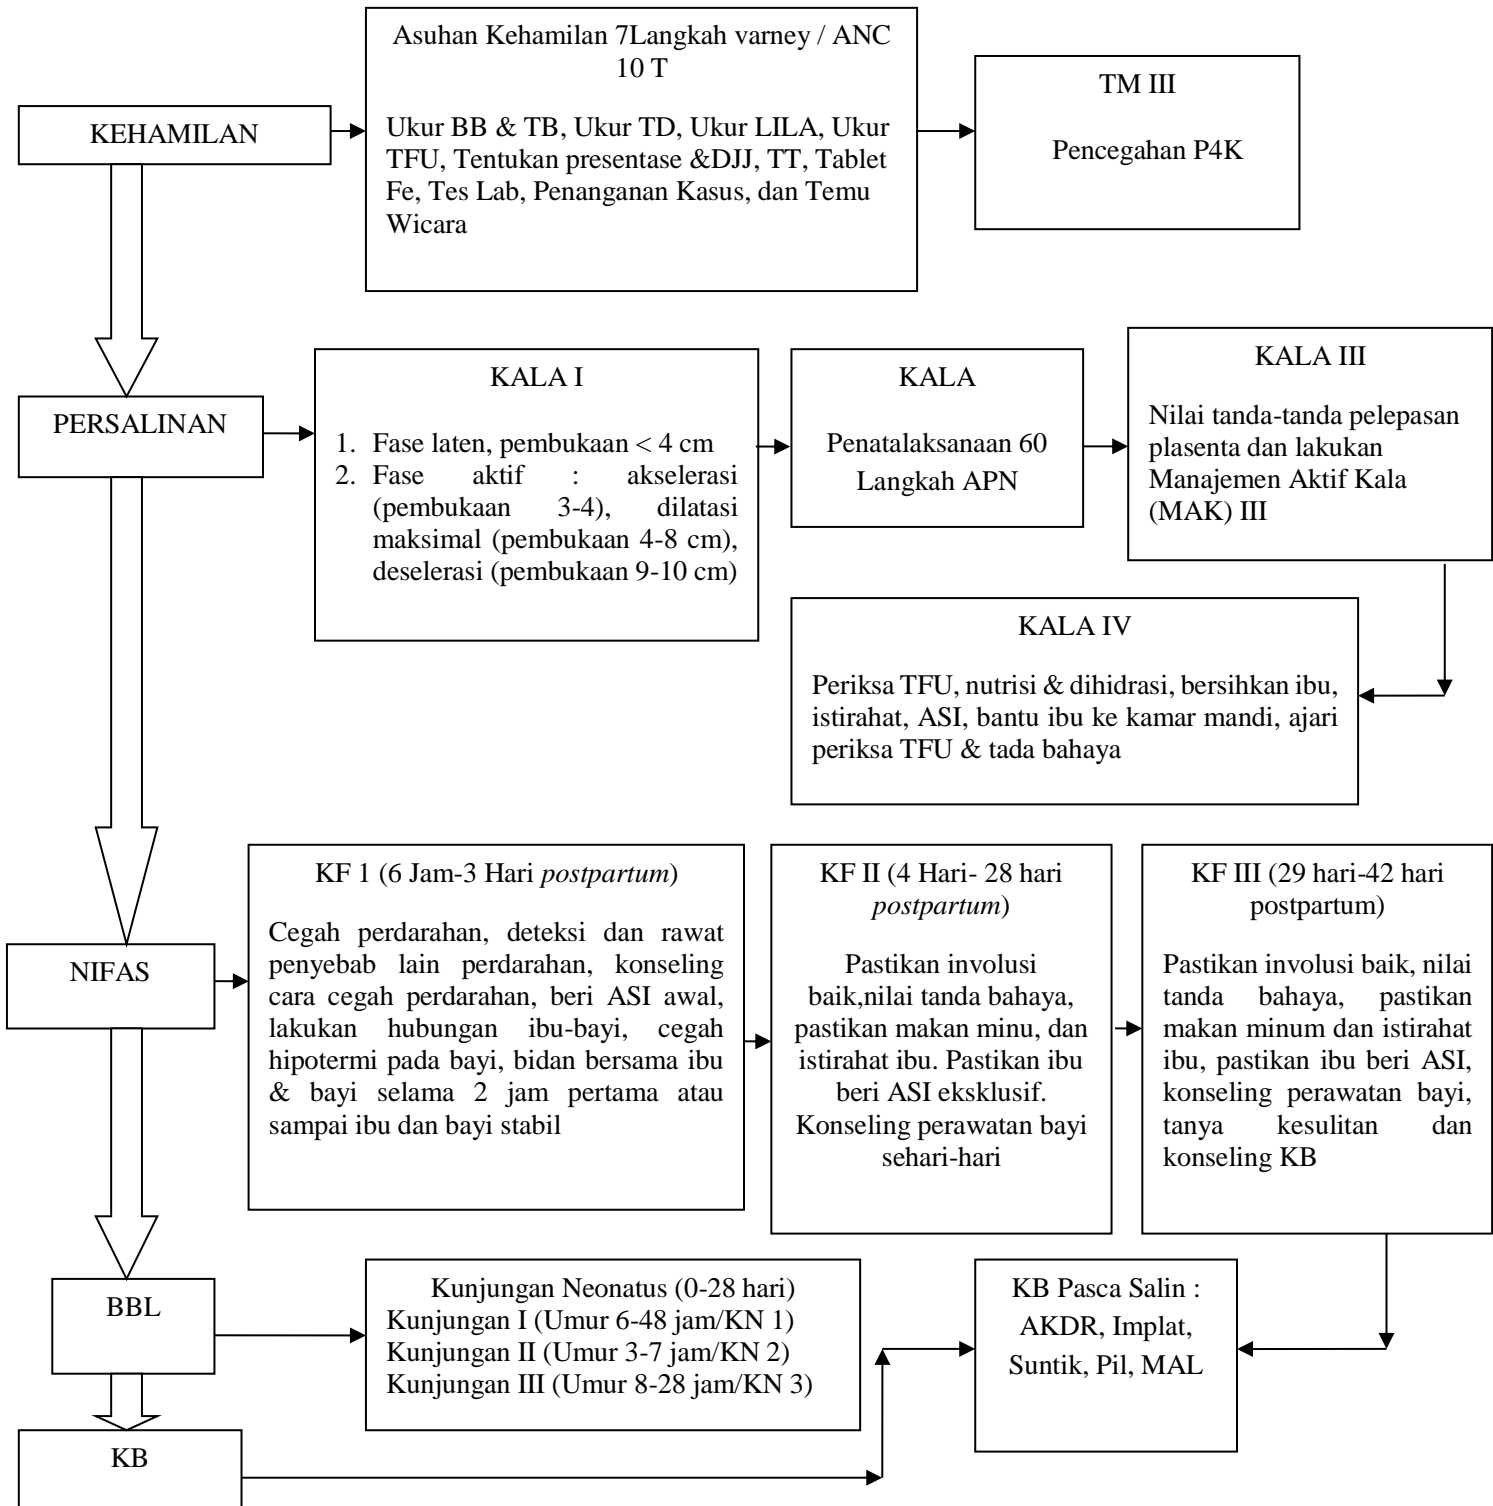 Asuhan Kehamilan 7Langkah varney / ANC
10 T
Ukur BB & TB, Ukur TD, Ukur LILA, Ukur
TFU, Tentukan presentase &DJJ, TT, Tablet
Fe, Tes Lab, Penanganan Kasus, dan Temu
Wicara
TM III
Pencegahan P4K
KEHAMILAN
PERSALINAN
KALA I
1. Fase laten, pembukaan < 4 cm
2. Fase aktif : akselerasi
(pembukaan 3-4), dilatasi
maksimal (pembukaan 4-8 cm),
deselerasi (pembukaan 9-10 cm)
KALA
Penatalaksanaan 60
Langkah APN
KALA III
Nilai tanda-tanda pelepasan
plasenta dan lakukan
Manajemen Aktif Kala
(MAK) III
KALA IV
Periksa TFU, nutrisi & dihidrasi, bersihkan ibu,
istirahat, ASI, bantu ibu ke kamar mandi, ajari
periksa TFU & tada bahaya
NIFAS
KF 1 (6 Jam-3 Hari postpartum)
Cegah perdarahan, deteksi dan rawat
penyebab lain perdarahan, konseling
cara cegah perdarahan, beri ASI awal,
lakukan hubungan ibu-bayi, cegah
hipotermi pada bayi, bidan bersama ibu
& bayi selama 2 jam pertama atau
sampai ibu dan bayi stabil
KF II (4 Hari- 28 hari
postpartum)
Pastikan involusi
baik,nilai tanda bahaya,
pastikan makan minu, dan
istirahat ibu. Pastikan ibu
beri ASI eksklusif.
Konseling perawatan bayi
sehari-hari
KF III (29 hari-42 hari
postpartum)
Pastikan involusi baik, nilai
tanda bahaya, pastikan
makan minum dan istirahat
ibu, pastikan ibu beri ASI,
konseling perawatan bayi,
tanya kesulitan dan
konseling KB
BBL
Kunjungan Neonatus (0-28 hari)
Kunjungan I (Umur 6-48 jam/KN 1)
Kunjungan II (Umur 3-7 jam/KN 2)
Kunjungan III (Umur 8-28 jam/KN 3)
KB Pasca Salin :
AKDR, Implat,
Suntik, Pil, MAL
KB